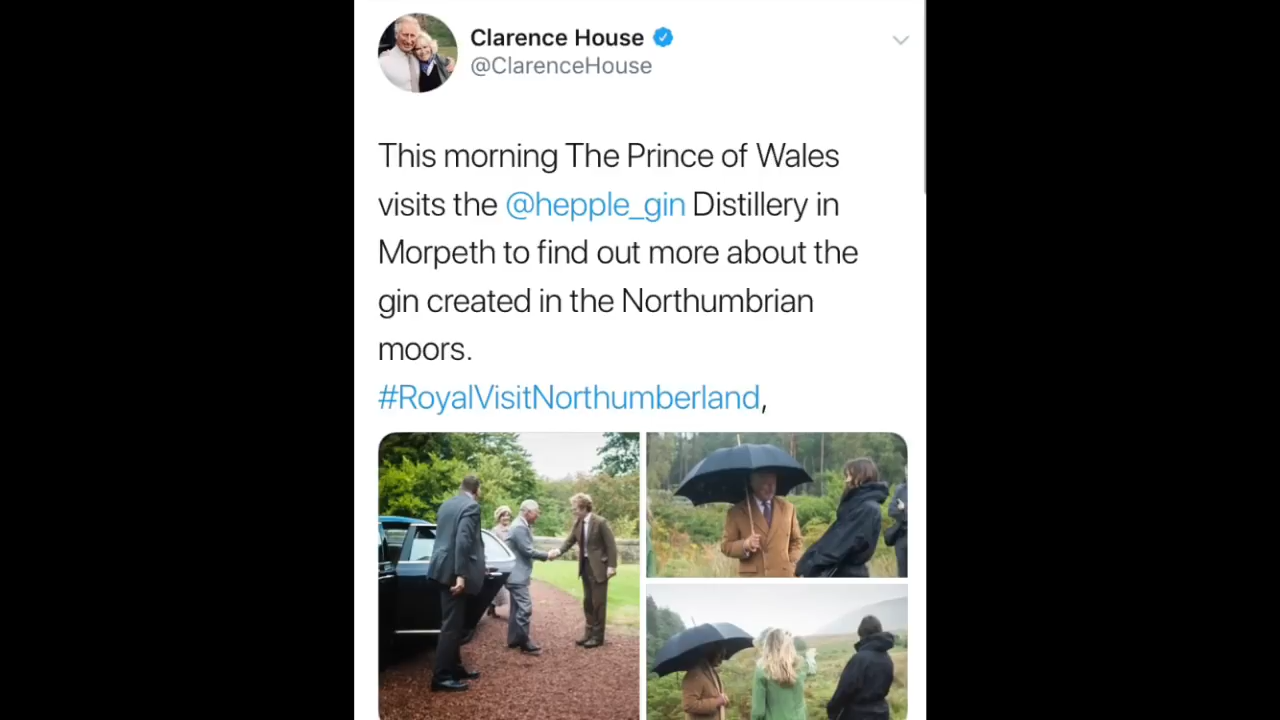 Clarence House
@ClarenceHouse
This morning The Prince of Wales
visits the @hepple_gin Distillery in
Morpeth to find out more about the
gin created in the Northumbrian
moors.
#RoyalVisitNorthumberland,